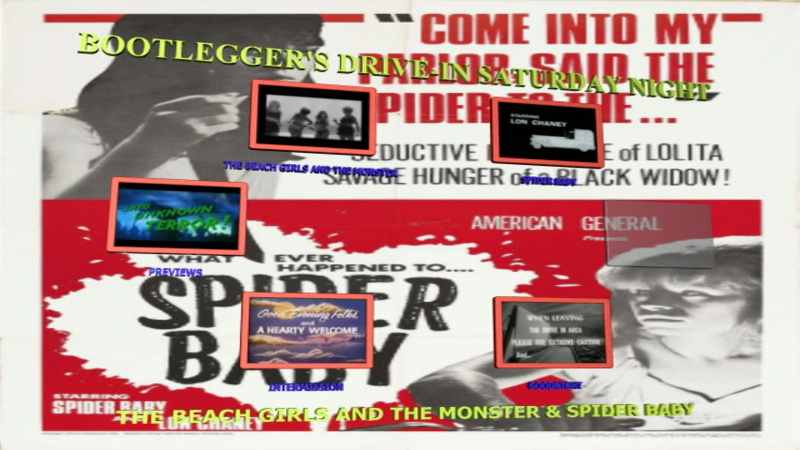 "COME INTO MY
PARLOR SAID THE
SPIDER TO THE...
BOOTLEGGER'S DRIVE-IN SATURDAY NIGHT
STARRING
LON CHANEY
SEDUCTIVE of LOLITA
SAVAGE HUNGER of a BLACK WIDOW!
THE BEACH GIRLS AND THE MONSTER
SPIDER BABY
INTO
UNKNOWN
TERROR!
PREVIEWS
AMERICAN GENERAL
Presents
WHAT EVER
HAPPENED TO....
SPIDER
BABY
Good Evening Folks,
and
A HEARTY WELCOME
WHEN LEAVING
THE DRIVE IN AREA
PLEASE USE EXTREME CAUTION
And...
INTERMISSION
GOODNIGHT
STARRING
SPIDER BABY
LON CHANEY
THE BEACH GIRLS AND THE MONSTER & SPIDER BABY